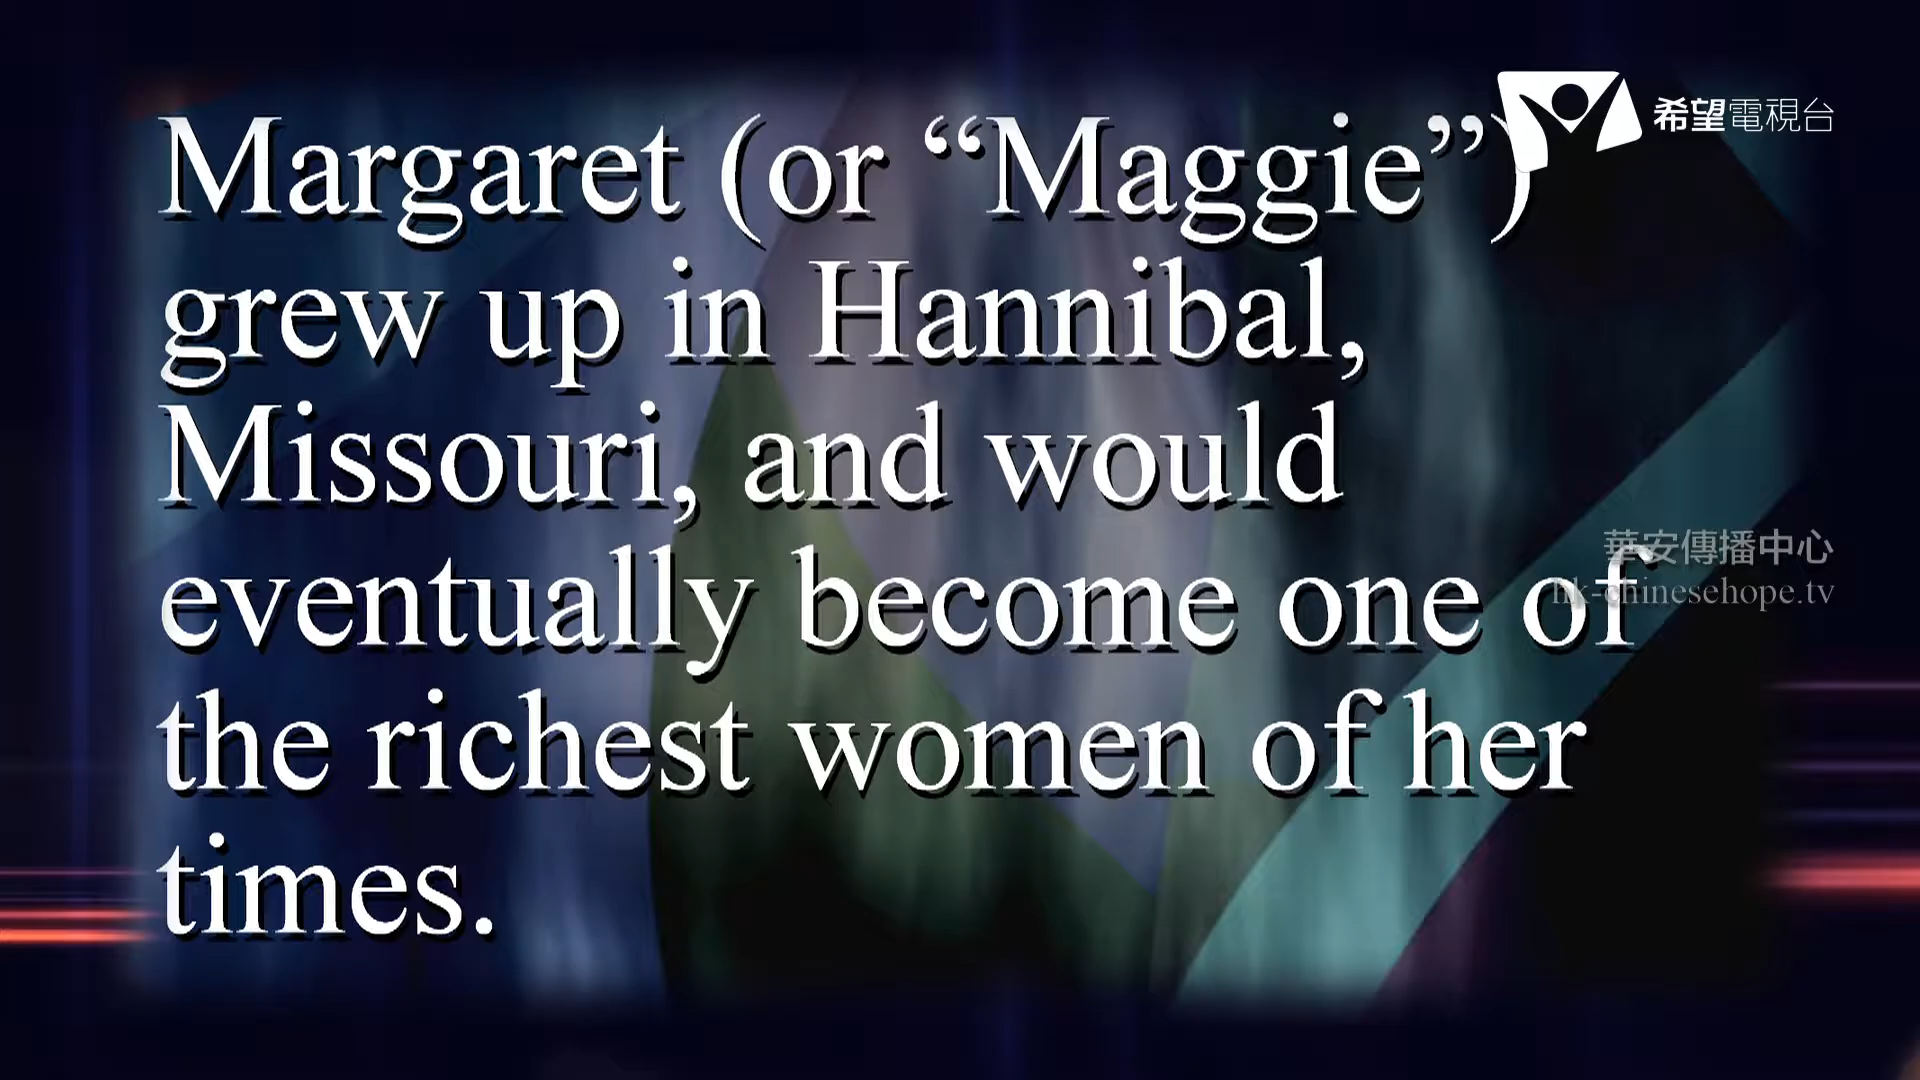 希望電視台
Margaret (or “Maggie”)
grew up in Hannibal,
Missouri, and would
eventually become one of
the richest women of her
times.
華安傳播中心
hk-chinesehope.tv